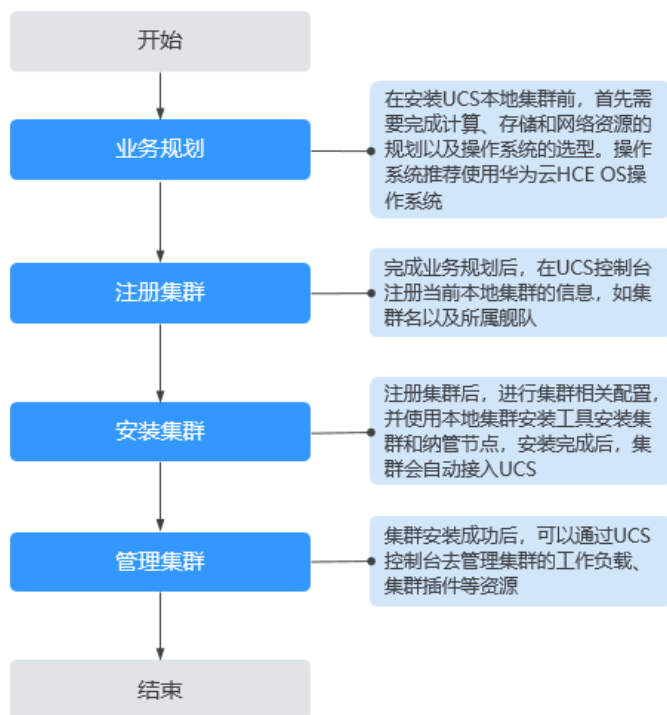 开始
业务规划
在安装UCS本地集群前，首先需
要完成计算、存储和网络资源的
规划以及操作系统的选型。操作
系统推荐使用华为云HCE OS操
作系统
注册集群
完成业务规划后，在UCS控制台
注册当前本地集群的信息，如集
群名以及所属舰队
安装集群
注册集群后，进行集群相关配置，
并使用本地集群安装工具安装集
群和纳管节点，安装完成后，集
群会自动接入UCS
管理集群
集群安装成功后，可以通过UCS
控制台去管理集群的工作负载、
集群插件等资源
结束